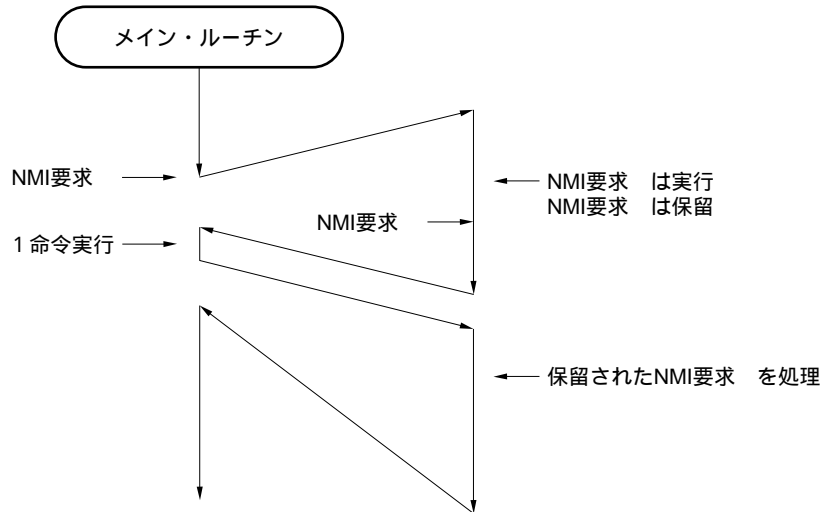 メイン・ルーチン
NMI要求
NMI要求 は実行
NMI要求 は保留
NMI要求
1命令実行
保留されたNMI要求 を処理